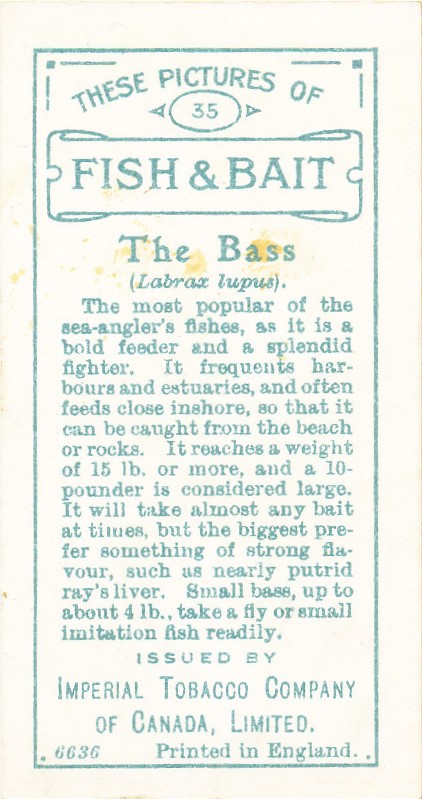 THESE PICTURES OF
35
FISH & BAIT
The Bass
(Labrax lupus).
The most popular of the
sea-angler's fishes, as it is a
bold feeder and a splendid
fighter. It frequents har-
bours and estuaries, and often
feeds close inshore, so that it
can be caught from the beach
or rocks. It reaches a weight
of 15 lb. or more, and a 10-
pounder is considered large.
It will take almost any bait
at times, but the biggest pre-
fer something of strong fla-
vour, such as nearly putrid
ray's liver. Small bass, up to
about 4 lb., take a fly or small
imitation fish readily.
ISSUED BY
IMPERIAL TOBACCO COMPANY
OF CANADA, LIMITED.
6636 Printed in England.